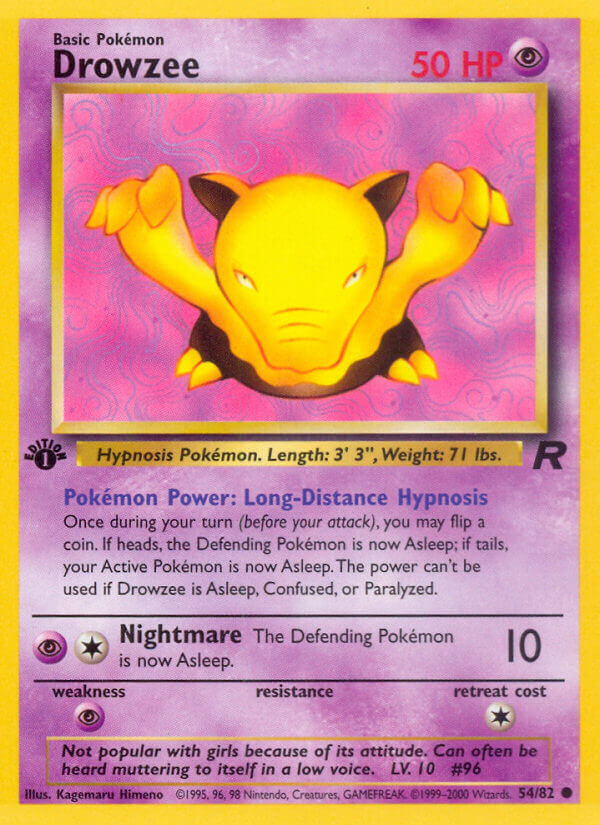 Basic Pokémon
Drowzee 50 HP
EDITION
1
Hypnosis Pokémon. Length: 3' 3", Weight: 71 lbs.
R
Pokémon Power: Long-Distance Hypnosis
Once during your turn (before your attack), you may flip a
coin. If heads, the Defending Pokémon is now Asleep; if tails,
your Active Pokémon is now Asleep. The power can't be
used if Drowzee is Asleep, Confused, or Paralyzed.
Nightmare The Defending Pokémon
is now Asleep.
10
weakness resistance retreat cost
Not popular with girls because of its attitude. Can often be
heard muttering to itself in a low voice. LV. 10 #96
Illus. Kagemaru Himeno ©1995, 96, 98 Nintendo, Creatures, GAMEFREAK. ©1999-2000 Wizards. 54/82